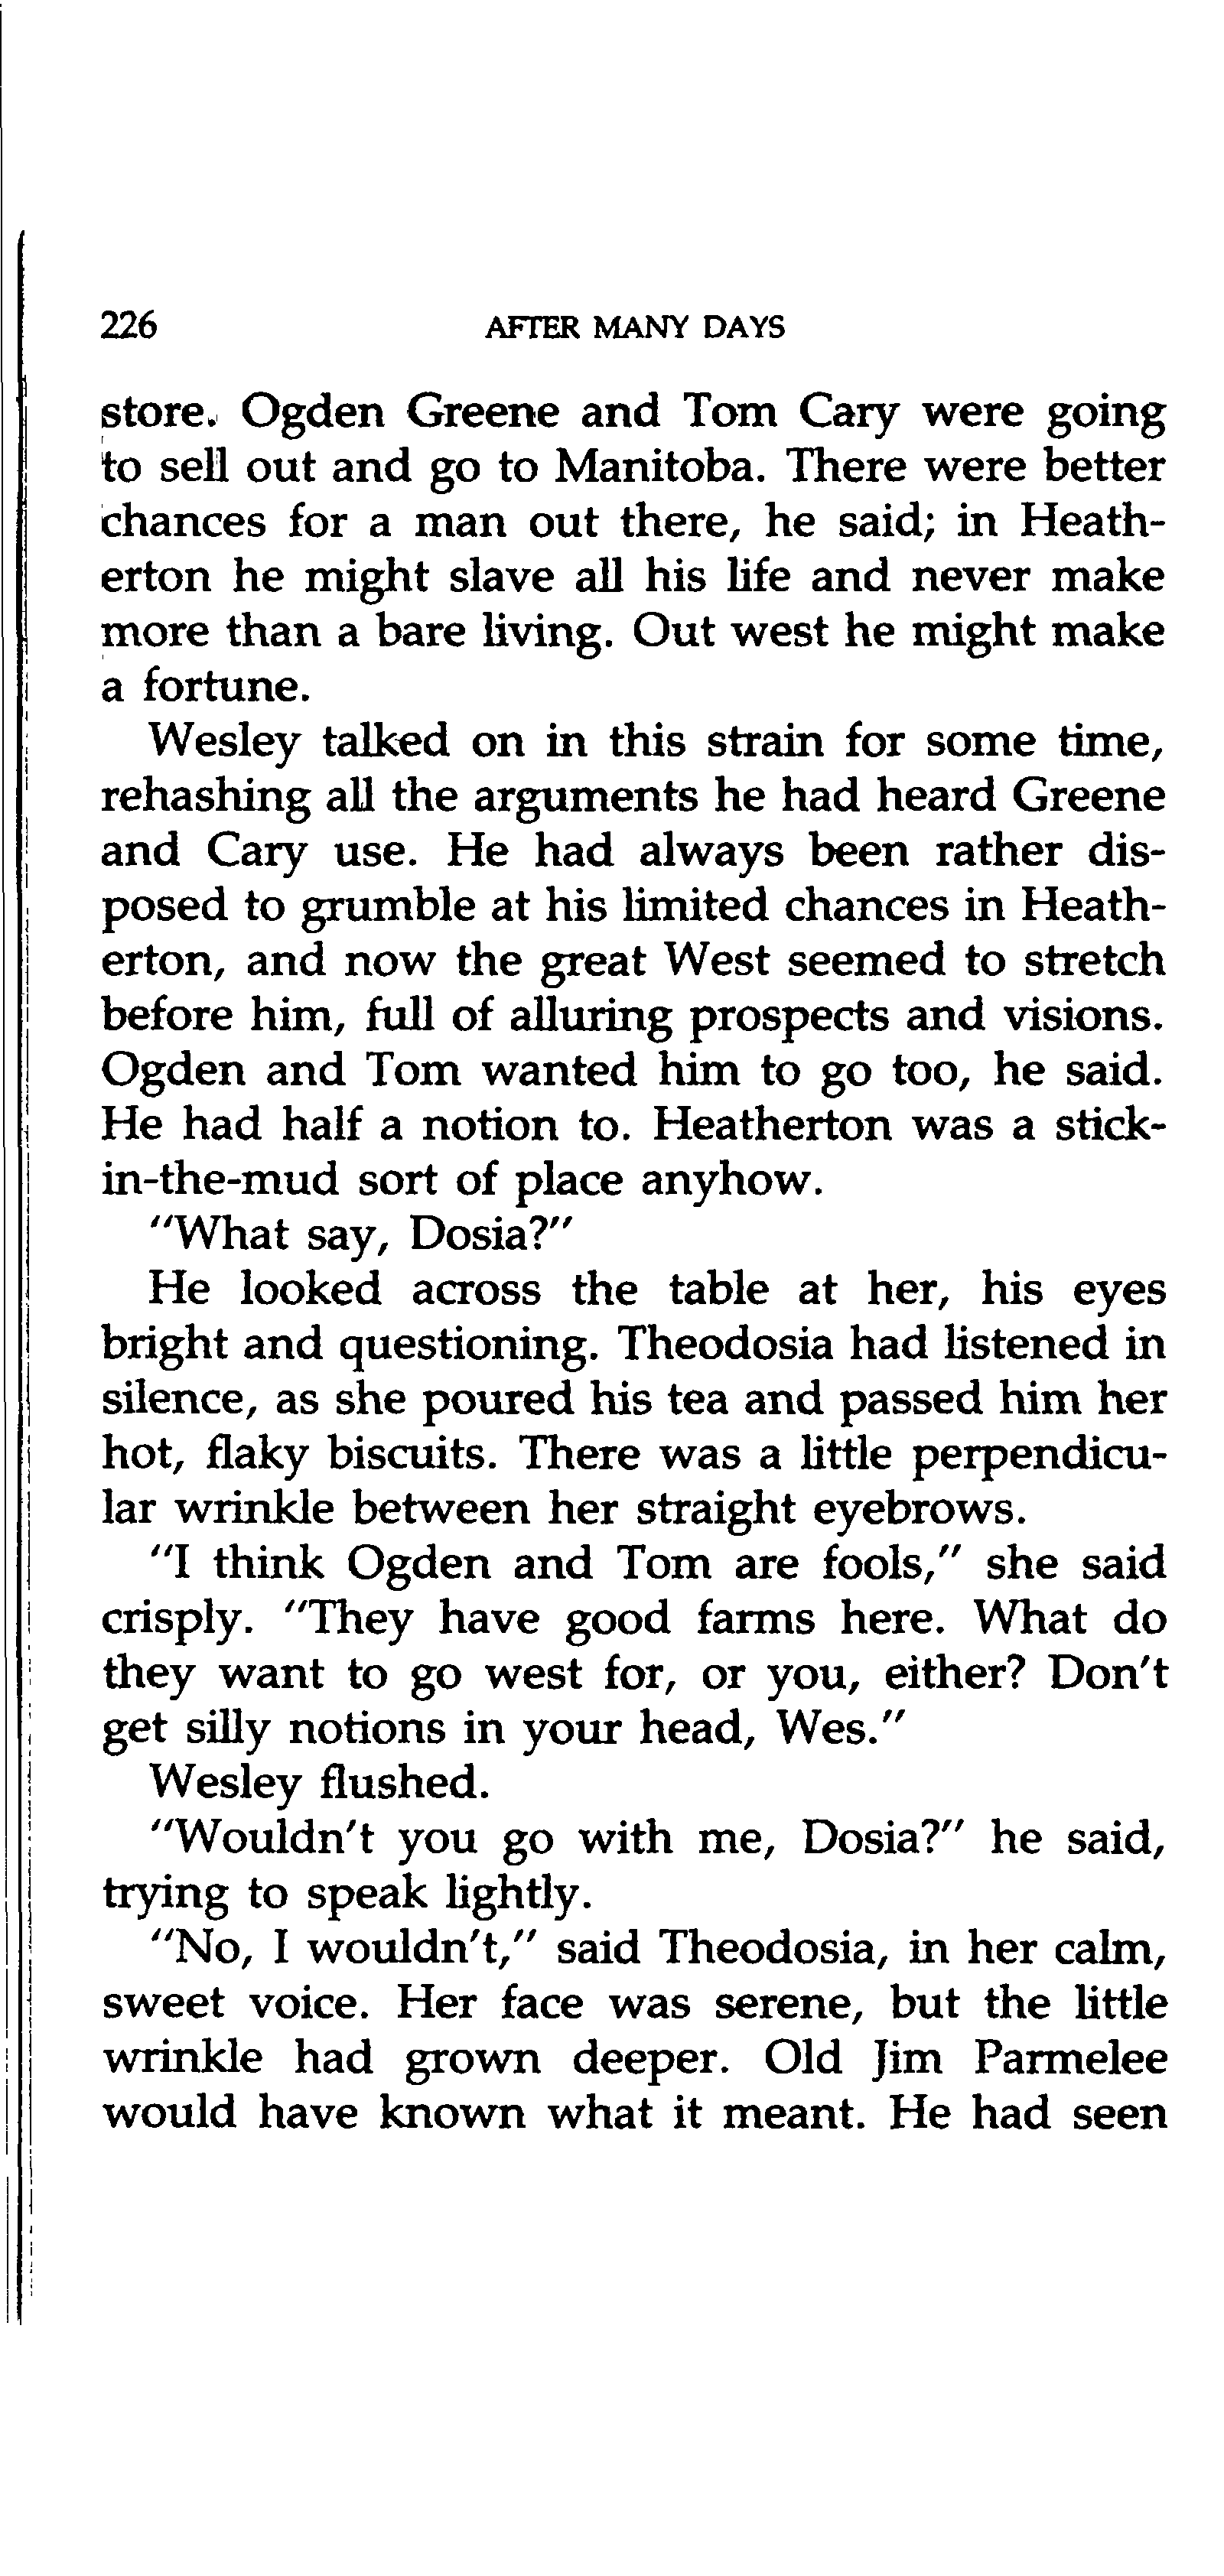 226 AFTER MANY DAYS
store. Ogden Greene and Tom Cary were going
to sell out and go to Manitoba. There were better
chances for a man out there, he said; in Heath-
erton he might slave all his life and never make
more than a bare living. Out west he might make
a fortune.
Wesley talked on in this strain for some time,
rehashing all the arguments he had heard Greene
and Cary use. He had always been rather dis-
posed to grumble at his limited chances in Heath-
erton, and now the great West seemed to stretch
before him, full of alluring prospects and visions.
Ogden and Tom wanted him to go too, he said.
He had half a notion to. Heatherton was a stick-
in-the-mud sort of place anyhow.
"What say, Dosia?"
He looked across the table at her, his eyes
bright and questioning. Theodosia had listened in
silence, as she poured his tea and passed him her
hot, flaky biscuits. There was a little perpendicu-
lar wrinkle between her straight eyebrows.
"I think Ogden and Tom are fools," she said
crisply. "They have good farms here. What do
they want to go west for, or you, either? Don't
get silly notions in your head, Wes."
Wesley flushed.
"Wouldn't you go with me, Dosia?" he said,
trying to speak lightly.
"No, I wouldn't," said Theodosia, in her calm,
sweet voice. Her face was serene, but the little
wrinkle had grown deeper. Old Jim Parmelee
would have known what it meant. He had seen